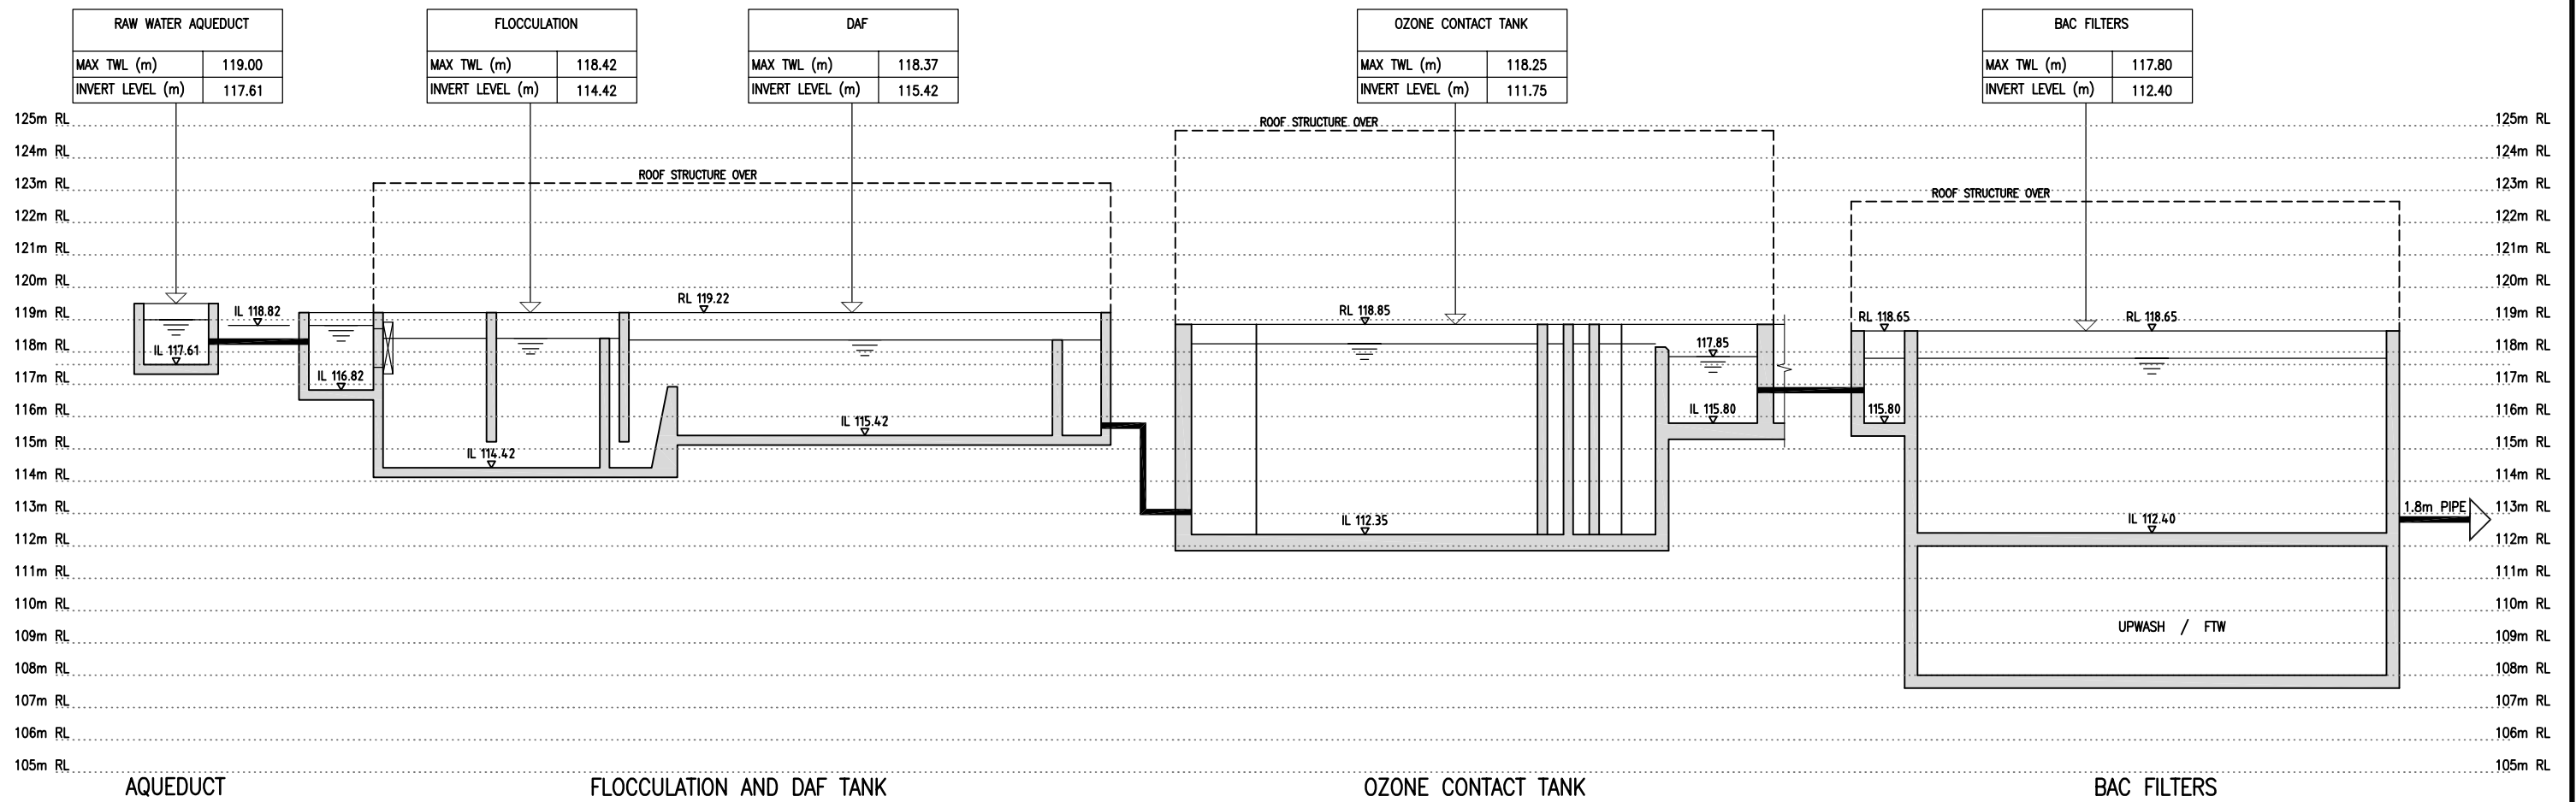 RAW WATER AQUEDUCT
MAX TWL (m) 119.00
INVERT LEVEL (m) 117.61
FLOCCULATION
MAX TWL (m) 118.42
INVERT LEVEL (m) 114.42
DAF
MAX TWL (m) 118.37
INVERT LEVEL (m) 115.42
OZONE CONTACT TANK
MAX TWL (m) 118.25
INVERT LEVEL (m) 111.75
BAC FILTERS
MAX TWL (m) 117.80
INVERT LEVEL (m) 112.40
125m RL
124m RL
123m RL
122m RL
121m RL
120m RL
119m RL
118m RL
117m RL
116m RL
115m RL
114m RL
113m RL
112m RL
111m RL
110m RL
109m RL
108m RL
107m RL
106m RL
105m RL
IL 117.61
IL 118.82
IL 116.82
ROOF STRUCTURE OVER
RL 119.22
IL 114.42
IL 115.42
ROOF STRUCTURE OVER
RL 118.85
117.85
IL 115.80
IL 112.35
ROOF STRUCTURE OVER
RL 118.65
RL 118.65
115.80
IL 112.40
1.8m PIPE
UPWASH / FTW
125m RL
124m RL
123m RL
122m RL
121m RL
120m RL
119m RL
118m RL
117m RL
116m RL
115m RL
114m RL
113m RL
112m RL
111m RL
110m RL
109m RL
108m RL
107m RL
106m RL
105m RL
AQUEDUCT
FLOCCULATION AND DAF TANK
OZONE CONTACT TANK
BAC FILTERS